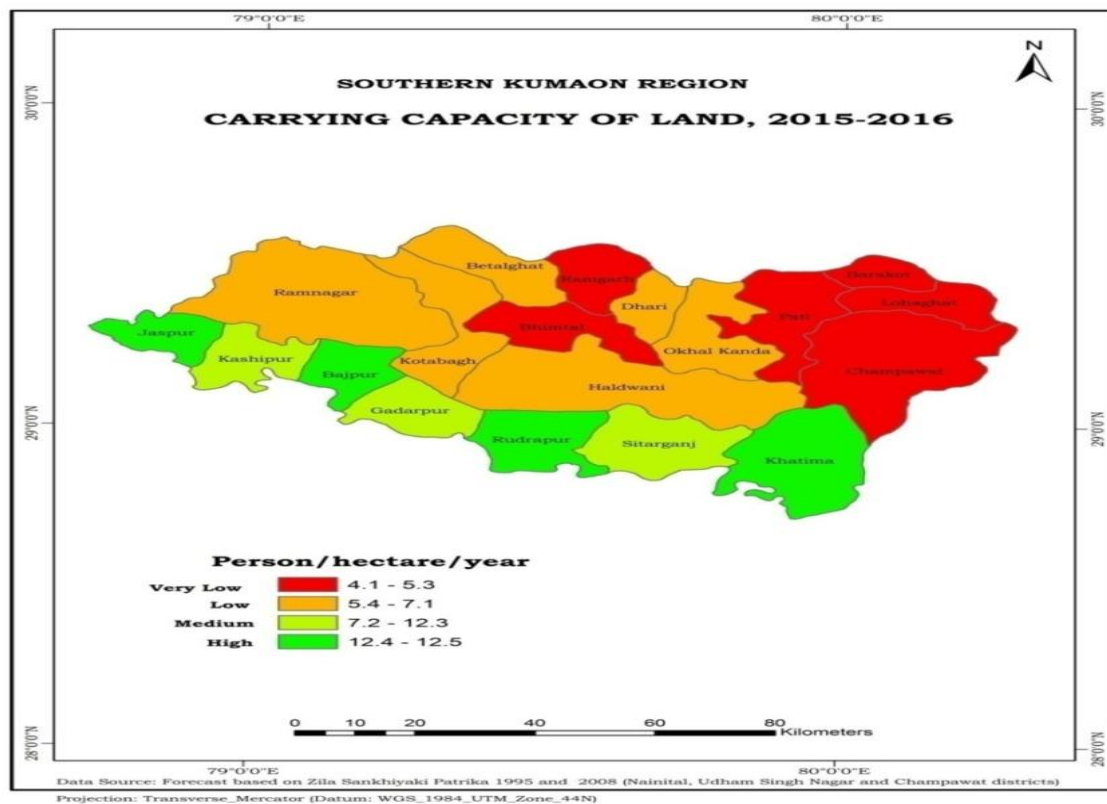 79°0'0"E 80°0'0"E
N
SOUTHERN KUMAON REGION
CARRYING CAPACITY OF LAND, 2015-2016
30°0'0"N 30°0'0"N
Betalghat
Ramgarh
Barakot
Ramnagar
Dhari
Lohaghat
Pati
Jaspur
Bhimtal
Okhal Kanda
Kashipur
Kotabagh
Champawat
Bajpur
Haldwani
Gadarpur
29°0'0"N 29°0'0"N
Rudrapur
Sitarganj
Khatima
Person/hectare/year
Very Low 4.1 - 5.3
Low 5.4 - 7.1
Medium 7.2 - 12.3
High 12.4 - 12.5
0 10 20 40 60 80
Kilometers
28°0'0"N 28°0'0"N
79°0'0"E 80°0'0"E
Data Source: Forecast based on Zila Sankhiyaki Patrika 1995 and 2008 (Nainital, Udham Singh Nagar and Champawat districts)
Projection: Transverse_Mercator (Datum: WGS_1984_UTM_Zone_44N)